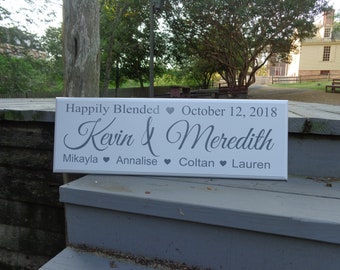 Happily Blended ♥ October 12, 2018
Kevin & Meredith
Mikayla ♥ Annalise ♥ Coltan ♥ Lauren